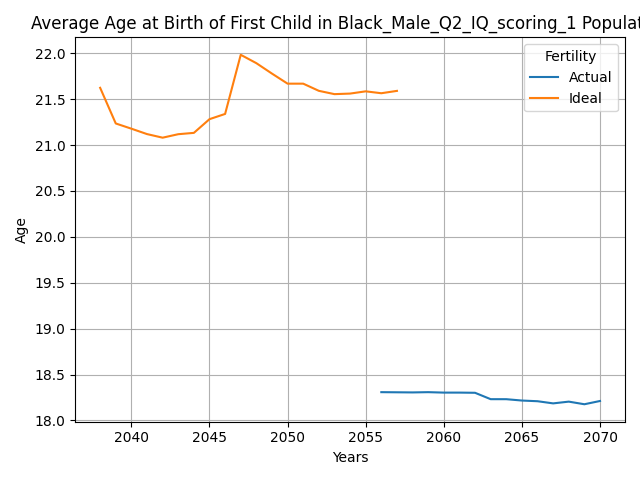 Average Age at Birth of First Child in Black_Male_Q2_IQ_scoring_1 Populat
Fertility
Actual
Ideal
22.0
21.5
21.0
20.5
20.0
19.5
19.0
18.5
18.0
Age
2040 2045 2050 2055 2060 2065 2070
Years